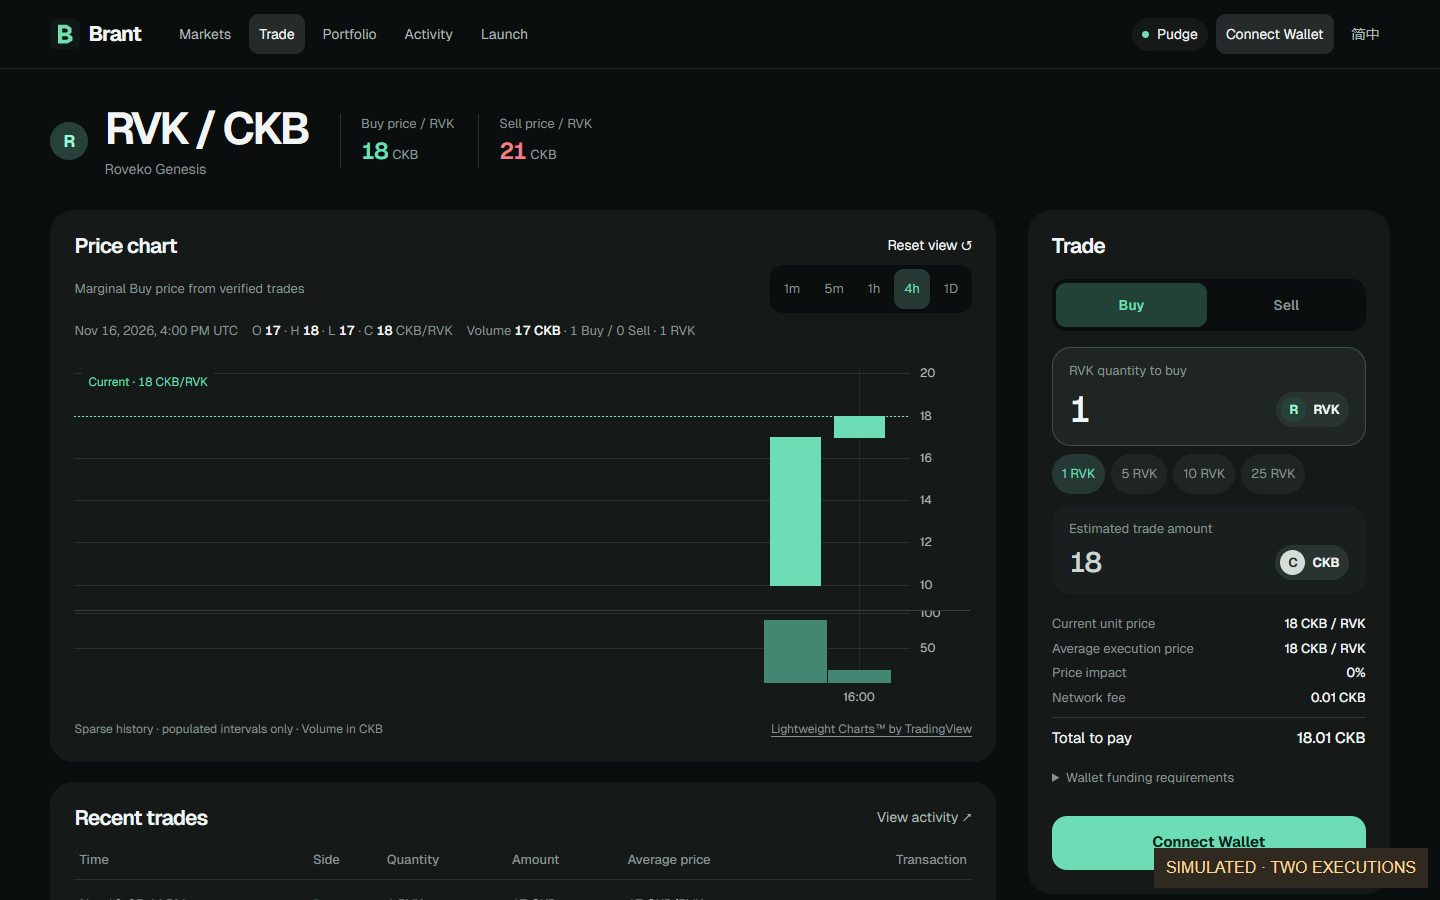 B Brant Markets Trade Portfolio Activity Launch Pudge Connect Wallet 简中
R RVK / CKB
Roveko Genesis
Buy price / RVK
18 CKB
Sell price / RVK
21 CKB
Price chart
Reset view ↺
Marginal Buy price from verified trades
1m 5m 1h 4h 1D
Nov 16, 2026, 4:00 PM UTC O 17 · H 18 · L 17 · C 18 CKB/RVK Volume 17 CKB · 1 Buy / 0 Sell · 1 RVK
Current · 18 CKB/RVK
20
18
16
14
12
10
100
50
16:00
Sparse history · populated intervals only · Volume in CKB
Lightweight Charts™ by TradingView
Recent trades
View activity ↗
Time Side Quantity Amount Average price Transaction
Trade
Buy Sell
RVK quantity to buy
1 R RVK
1 RVK 5 RVK 10 RVK 25 RVK
Estimated trade amount
18 C CKB
Current unit price 18 CKB / RVK
Average execution price 18 CKB / RVK
Price impact 0%
Network fee 0.01 CKB
Total to pay 18.01 CKB
▶ Wallet funding requirements
Connect Wallet
SIMULATED · TWO EXECUTIONS